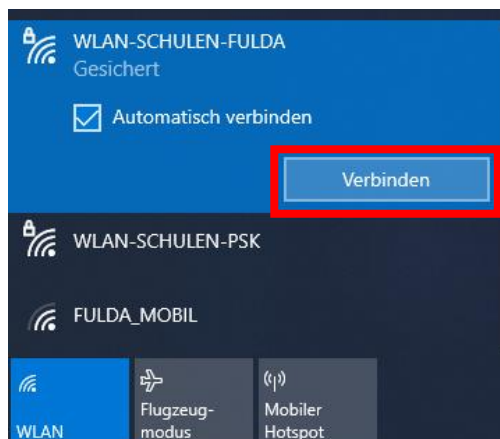 WLAN-SCHULEN-FULDA
Gesichert
Automatisch verbinden
Verbinden
WLAN-SCHULEN-PSK
FULDA_MOBIL
WLAN
Flugzeug-
modus
Mobiler
Hotspot